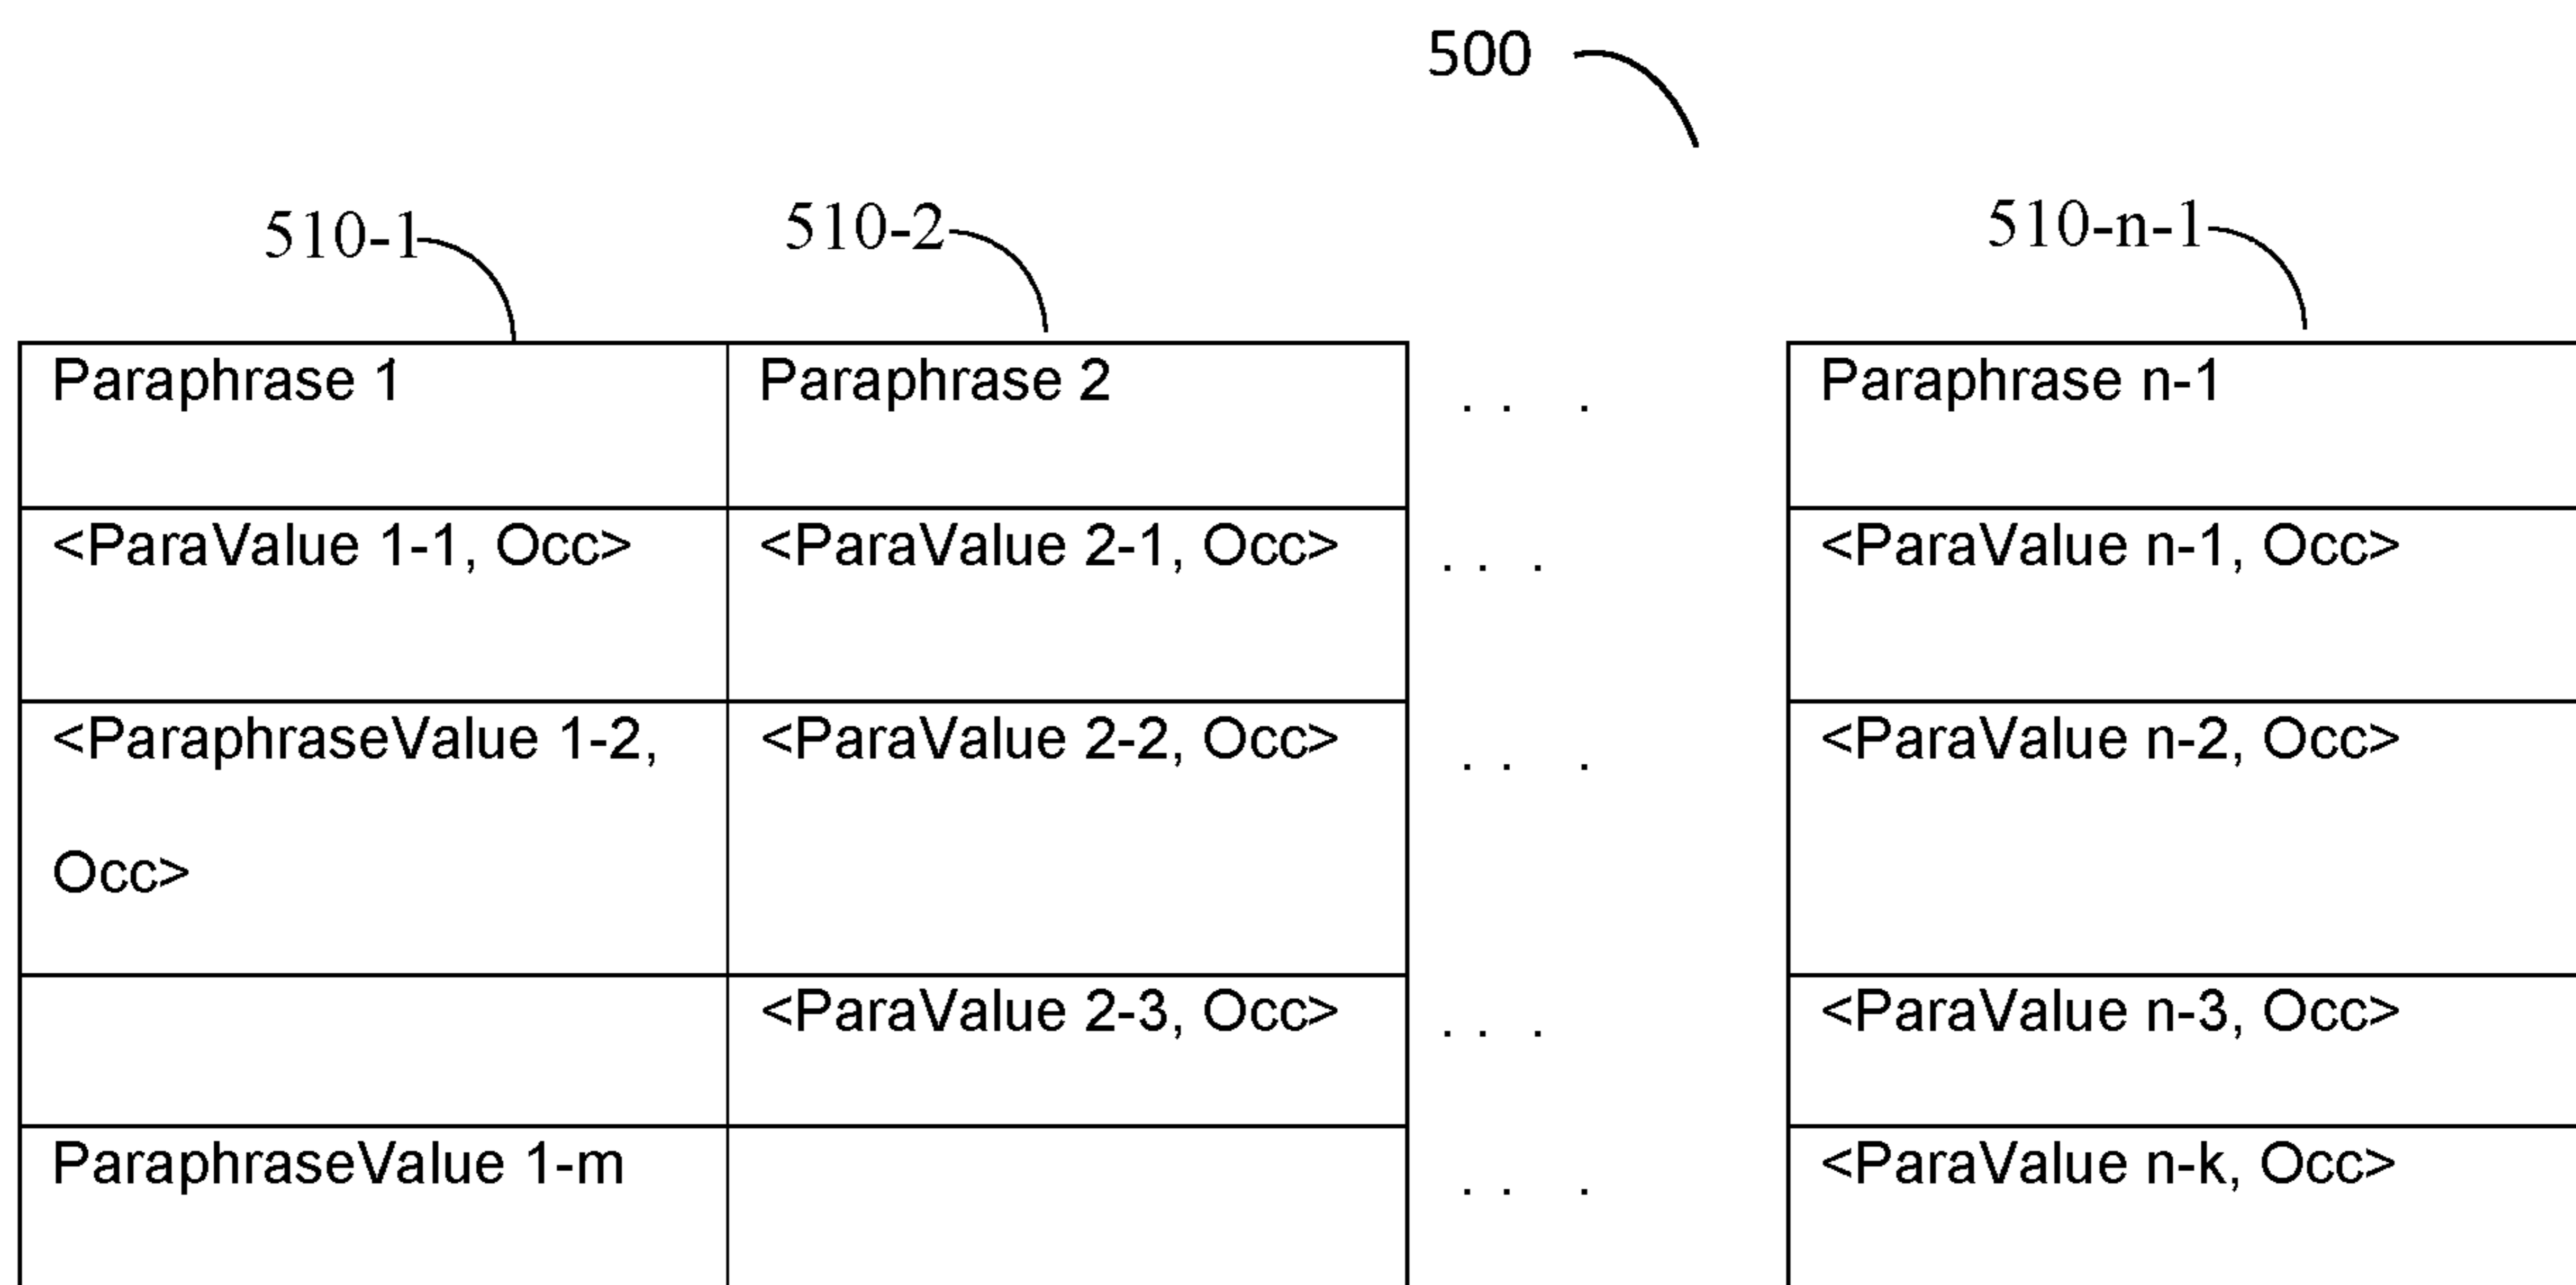 500
510-1 510-2 510-n-1
Paraphrase 1 Paraphrase 2 . . . Paraphrase n-1
<ParaValue 1-1, Occ> <ParaValue 2-1, Occ> . . . <ParaValue n-1, Occ>
<ParaphraseValue 1-2, <ParaValue 2-2, Occ> . . . <ParaValue n-2, Occ>
Occ>
<ParaValue 2-3, Occ> . . . <ParaValue n-3, Occ>
ParaphraseValue 1-m . . . <ParaValue n-k, Occ>